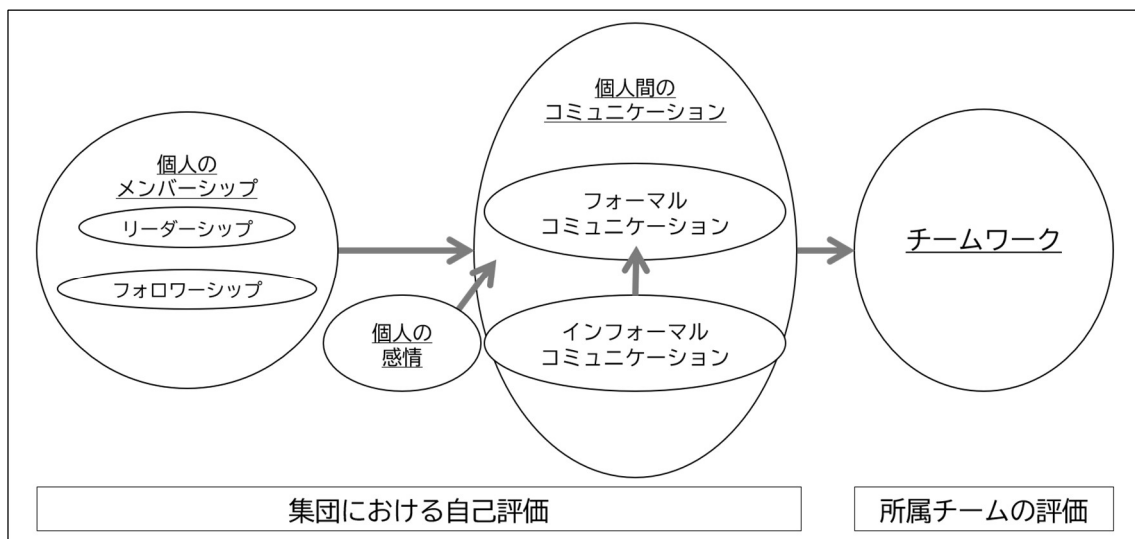 個人の
メンバーシップ
リーダーシップ
フォロワーシップ
個人の
感情
個人間の
コミュニケーション
フォーマル
コミュニケーション
インフォーマル
コミュニケーション
チームワーク
集団における自己評価
所属チームの評価